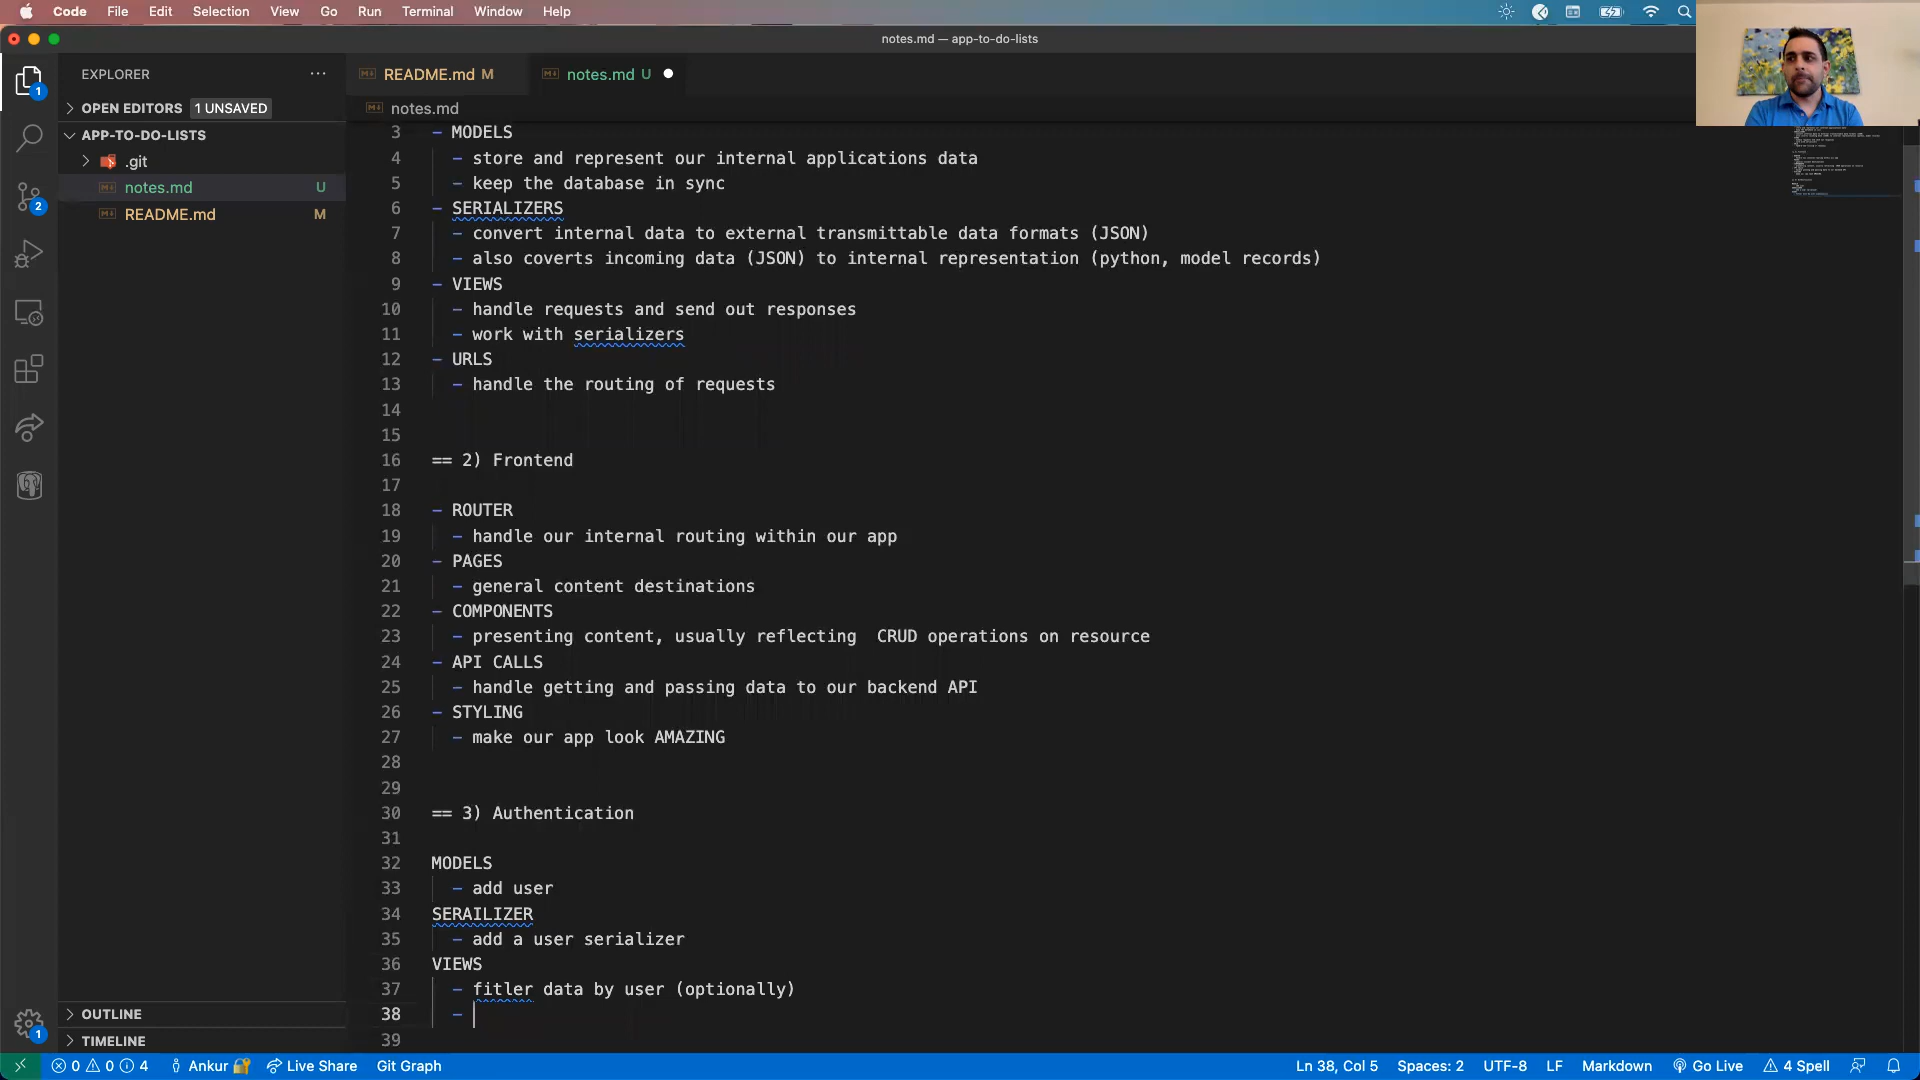 Code File Edit Selection View Go Run Terminal Window Help
notes.md — app-to-do-lists
EXPLORER
README.md M
notes.md U
OPEN EDITORS 1 UNSAVED
notes.md
APP-TO-DO-LISTS
.git
notes.md U
README.md M
3 - MODELS
4 - store and represent our internal applications data
5 - keep the database in sync
6 - SERIALIZERS
7 - convert internal data to external transmittable data formats (JSON)
8 - also coverts incoming data (JSON) to internal representation (python, model records)
9 - VIEWS
10 - handle requests and send out responses
11 - work with serializers
12 - URLS
13 - handle the routing of requests
14
15
16 == 2) Frontend
17
18 - ROUTER
19 - handle our internal routing within our app
20 - PAGES
21 - general content destinations
22 - COMPONENTS
23 - presenting content, usually reflecting  CRUD operations on resource
24 - API CALLS
25 - handle getting and passing data to our backend API
26 - STYLING
27 - make our app look AMAZING
28
29
30 == 3) Authentication
31
32 MODELS
33 - add user
34 SERAILIZER
35 - add a user serializer
36 VIEWS
37 - fitler data by user (optionally)
38 -
39
1
2
1
OUTLINE
TIMELINE
0 0 4 Ankur Live Share Git Graph Ln 38, Col 5 Spaces: 2 UTF-8 LF Markdown Go Live 4 Spell